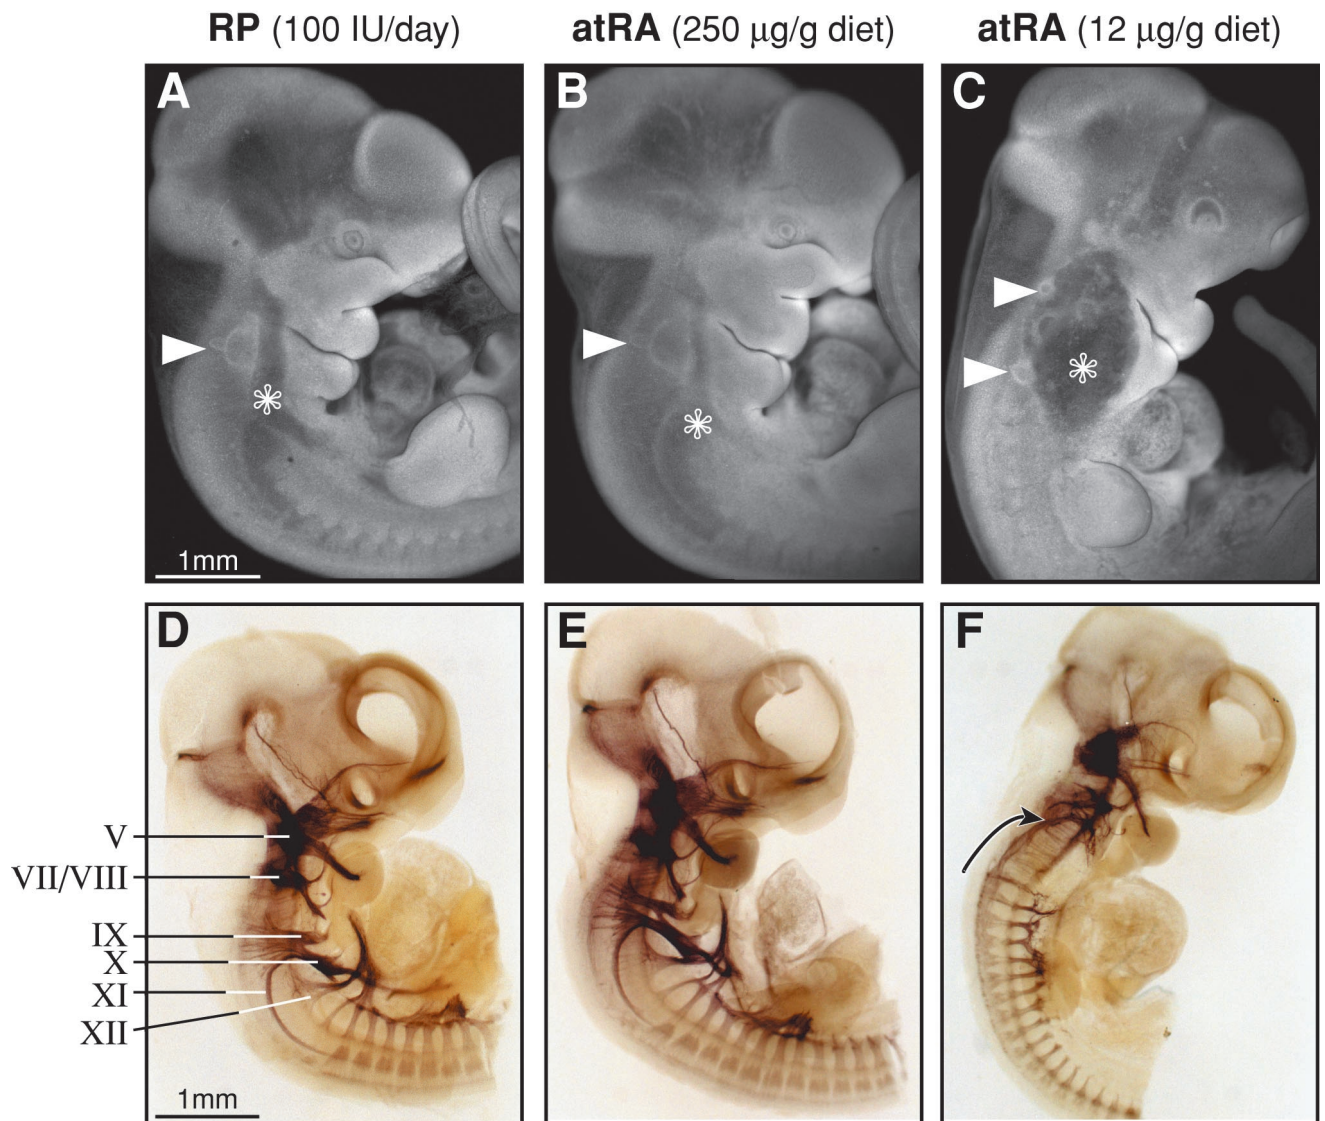 RP (100 IU/day)
atRA (250 μg/g diet)
atRA (12 μg/g diet)
A
B
C
1mm
D
E
F
V
VII/VIII
IX
X
XI
XII
1mm